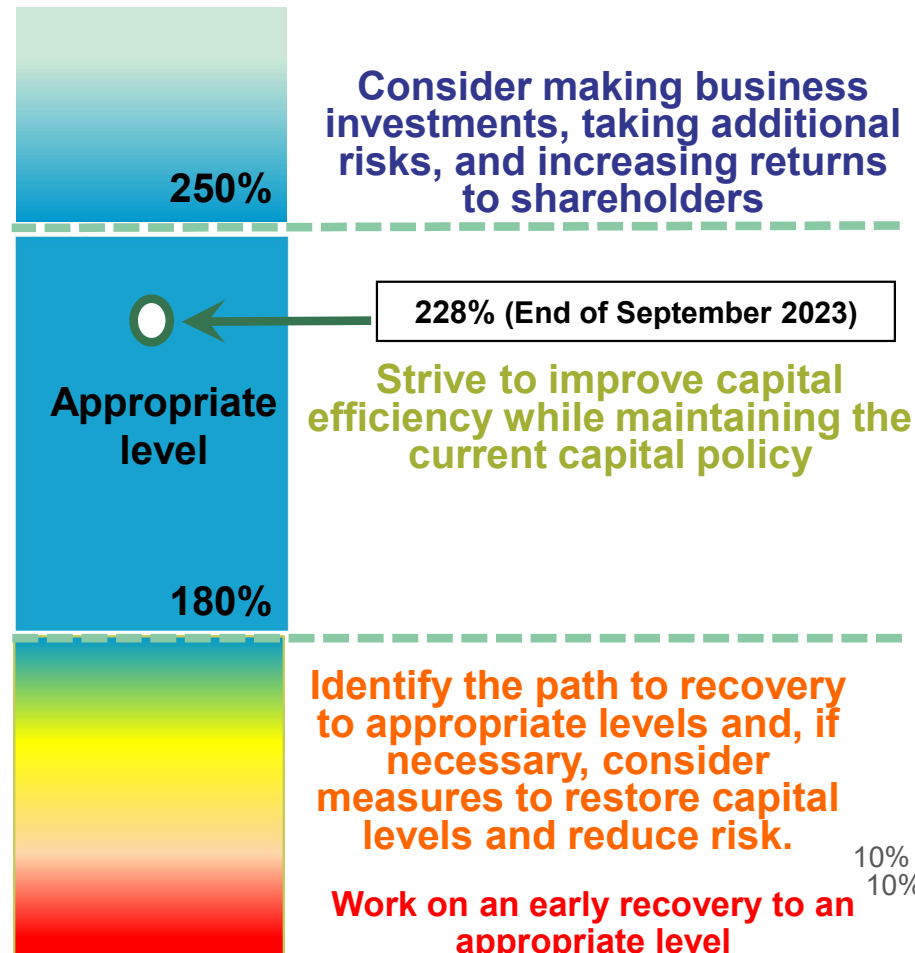 Consider making business
investments, taking additional
risks, and increasing returns
to shareholders
250%
228% (End of September 2023)
Appropriate
level
Strive to improve capital
efficiency while maintaining the
current capital policy
180%
Identify the path to recovery
to appropriate levels and, if
necessary, consider
measures to restore capital
levels and reduce risk.
10%
10%
Work on an early recovery to an
appropriate level